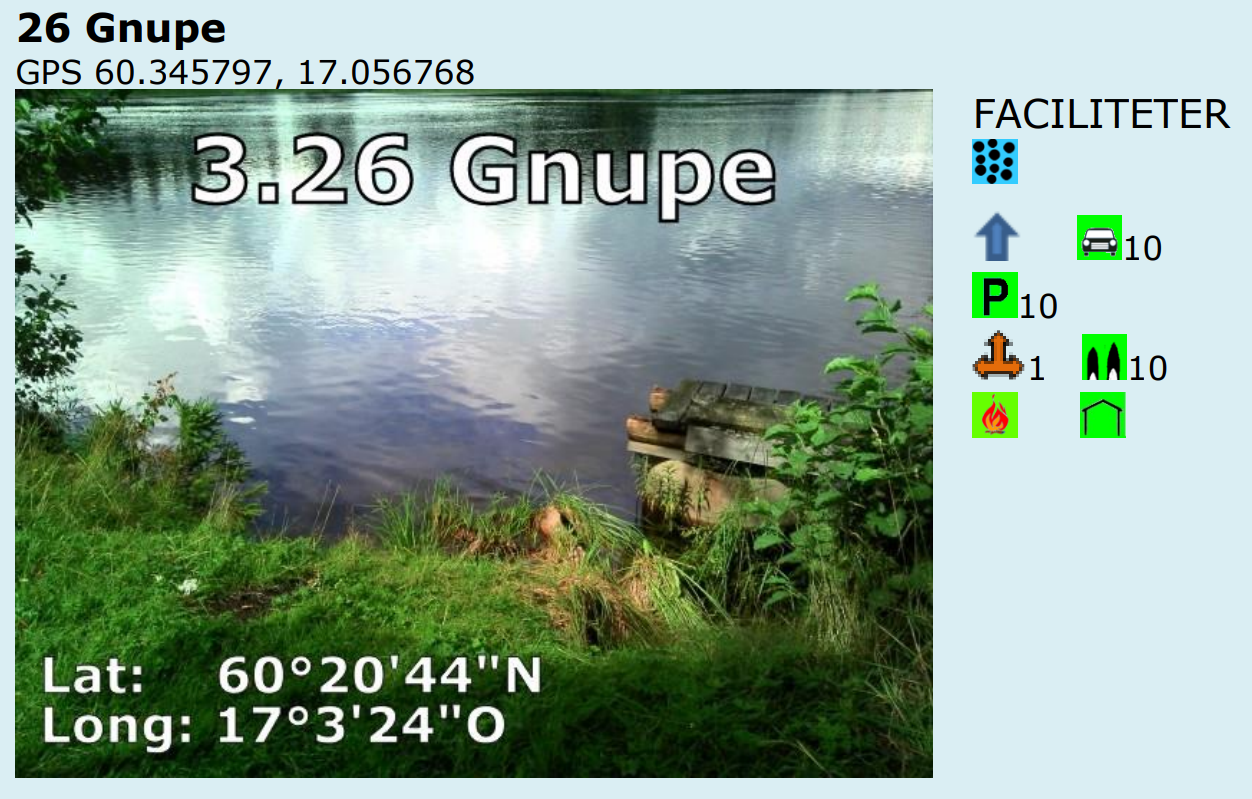 26 Gnupe
GPS 60.345797, 17.056768
3.26 Gnupe
Lat: 60°20'44"N
Long: 17°3'24"O
FACILITETER
10
P 10
1 10